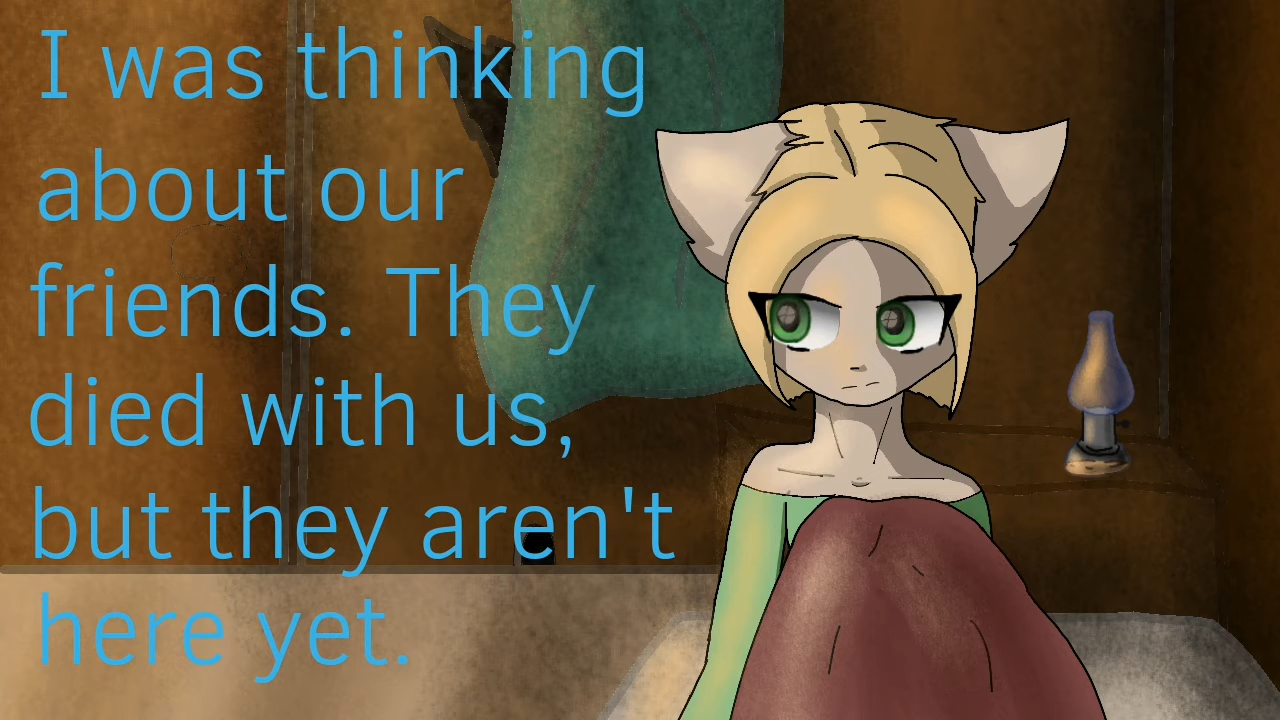 I was thinking
about our
friends. They
died with us,
but they aren't
here yet.